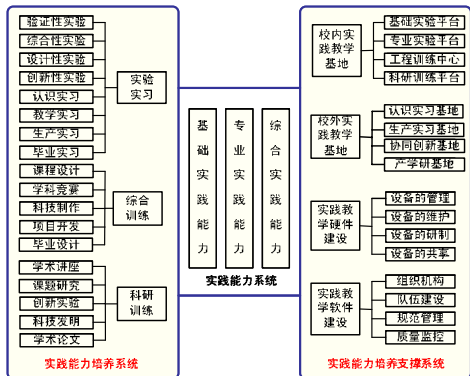 验证性实验
综合性实验
设计性实验
创新性实验
认识实习
教学实习
生产实习
毕业实习
实验
实习
课程设计
学科竞赛
科技制作
项目开发
毕业设计
综合
训练
学术讲座
课题研究
创新实验
科技发明
学术论文
科研
训练
实践能力培养系统
基础实践能力
专业实践能力
综合实践能力
实践能力系统
校内实
践教学
基地
基础实验平台
专业实验平台
工程训练中心
科研训练平台
校外实
践教学
基地
认识实习基地
生产实习基地
协同创新基地
产学研基地
实践教
学硬件
建设
设备的管理
设备的维护
设备的研制
设备的共享
实践教
学软件
建设
组织机构
队伍建设
规范管理
质量监控
实践能力培养支撑系统